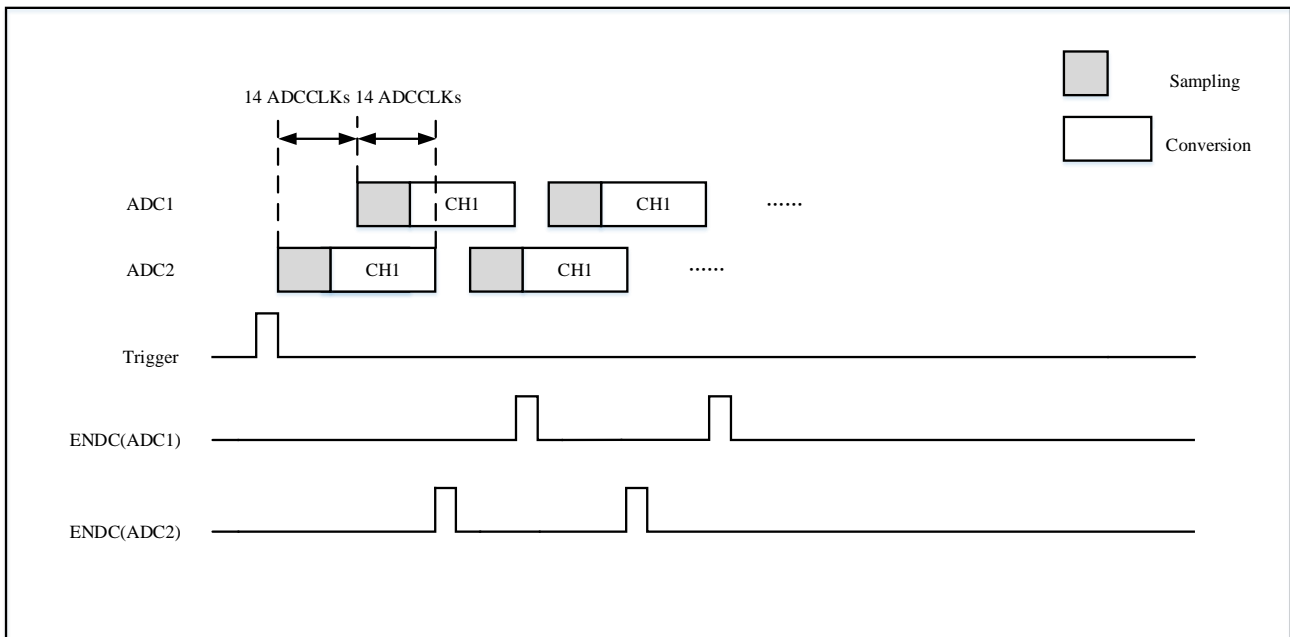 Sampling
14 ADCCLKs 14 ADCCLKs
Conversion
ADC1 CH1 CH1 ......
ADC2 CH1 CH1 ......
Trigger
ENDC(ADC1)
ENDC(ADC2)